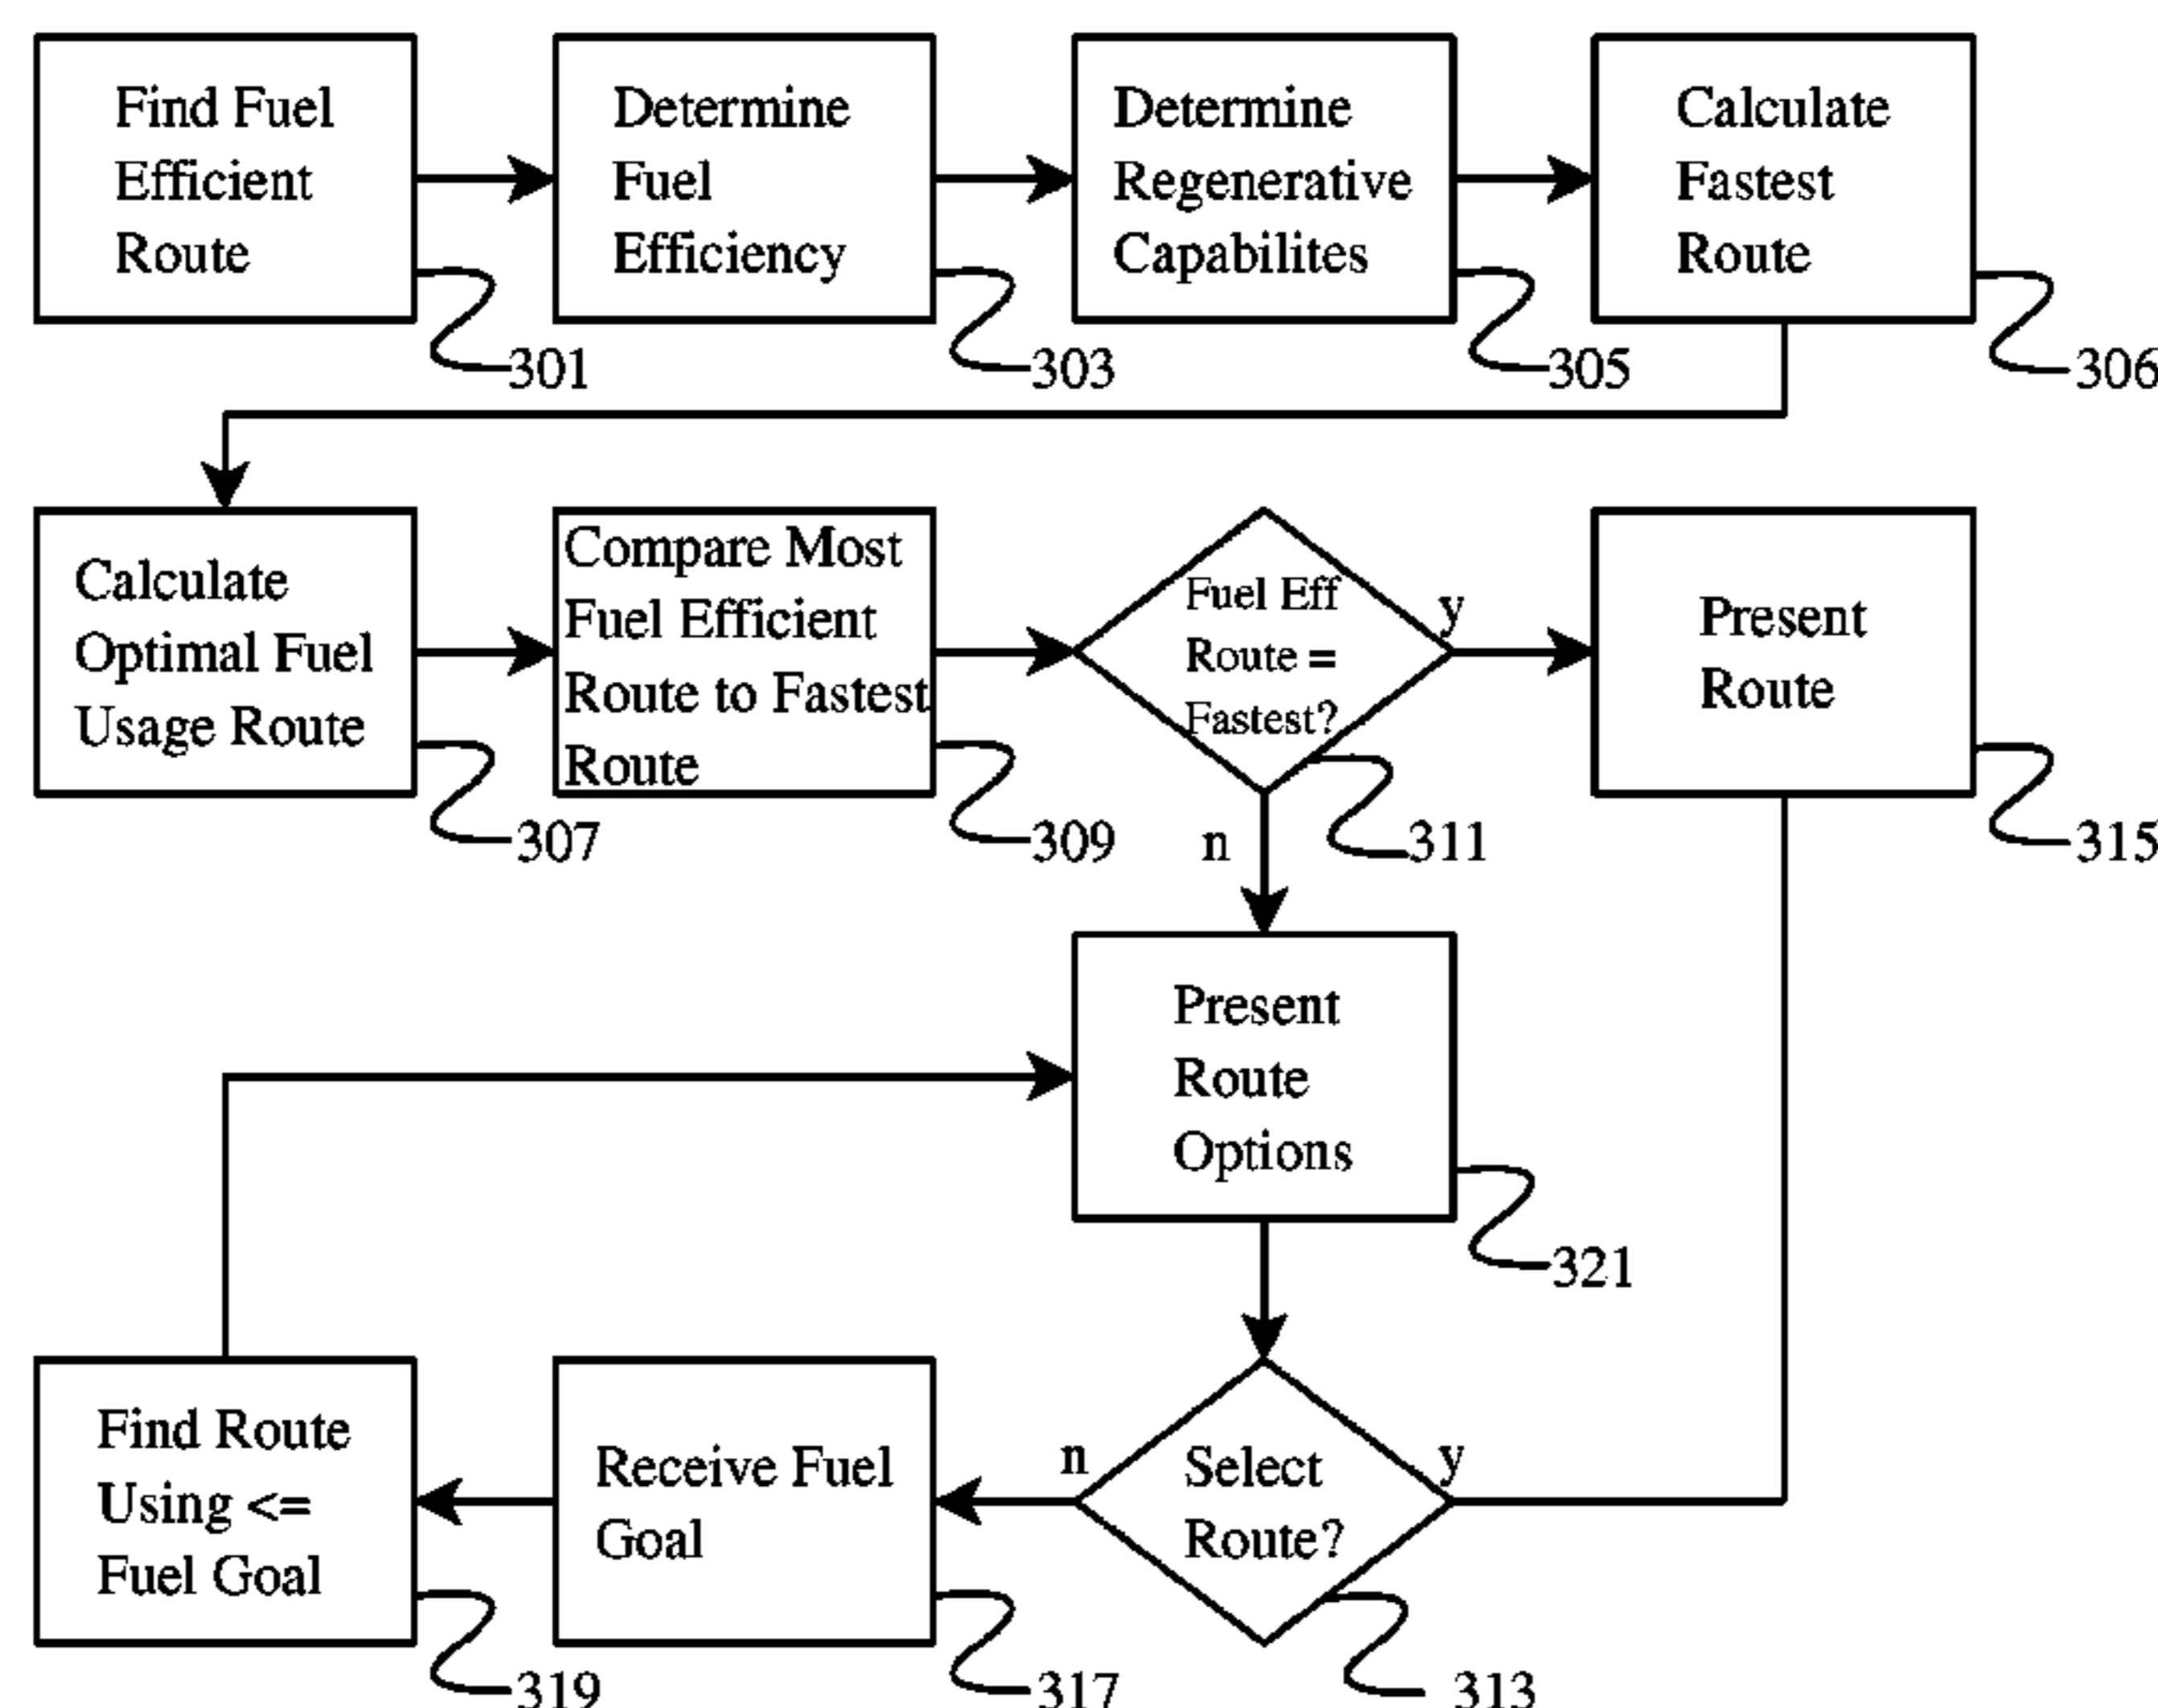 Find Fuel
Efficient
Route
301
Determine
Fuel
Efficiency
303
Determine
Regenerative
Capabilites
305
Calculate
Fastest
Route
306
Calculate
Optimal Fuel
Usage Route
307
Compare Most
Fuel Efficient
Route to Fastest
Route
309
Fuel Eff
Route =
Fastest?
y
n
311
Present
Route
315
Present
Route
Options
321
Select
Route?
n
y
313
Receive Fuel
Goal
317
Find Route
Using <=
Fuel Goal
319